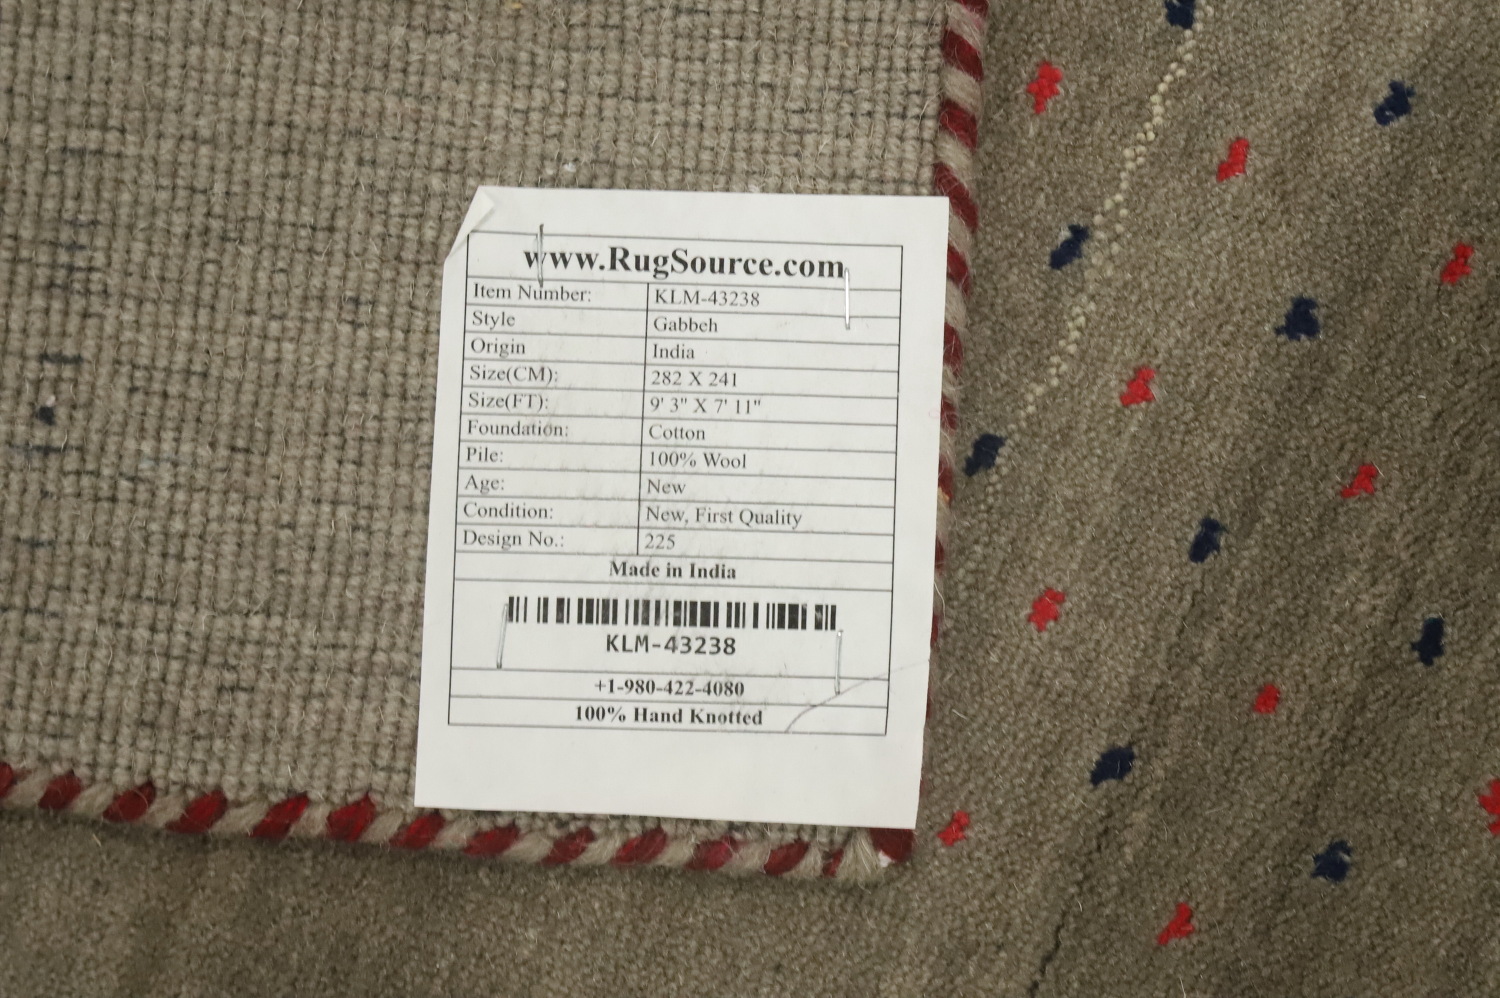 www.RugSource.com
Item Number: KLM-43238
Style Gabbeh
Origin India
Size(CM): 282 X 241
Size(FT): 9' 3" X 7' 11"
Foundation: Cotton
Pile: 100% Wool
Age: New
Condition: New, First Quality
Design No.: 225
Made in India
KLM-43238
+1-980-422-4080
100% Hand Knotted